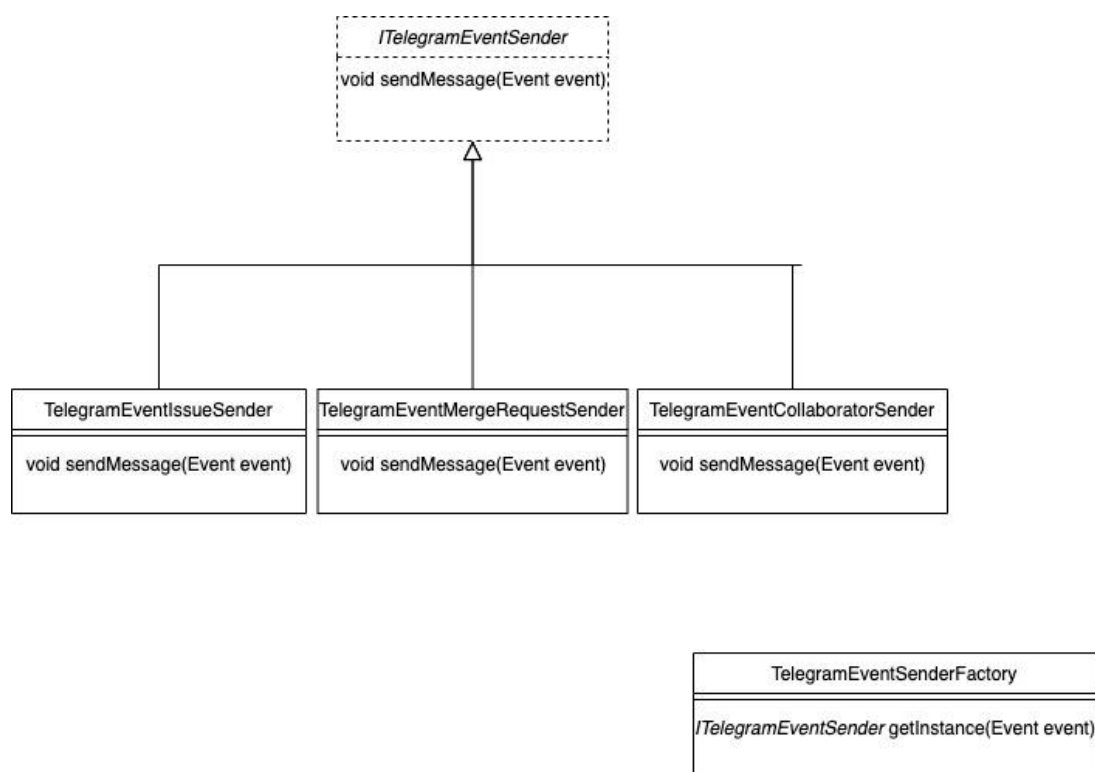 ITelegramEventSender
void sendMessage(Event event)
TelegramEventIssueSender
void sendMessage(Event event)
TelegramEventMergeRequestSender
void sendMessage(Event event)
TelegramEventCollaboratorSender
void sendMessage(Event event)
TelegramEventSenderFactory
ITelegramEventSender getInstance(Event event)